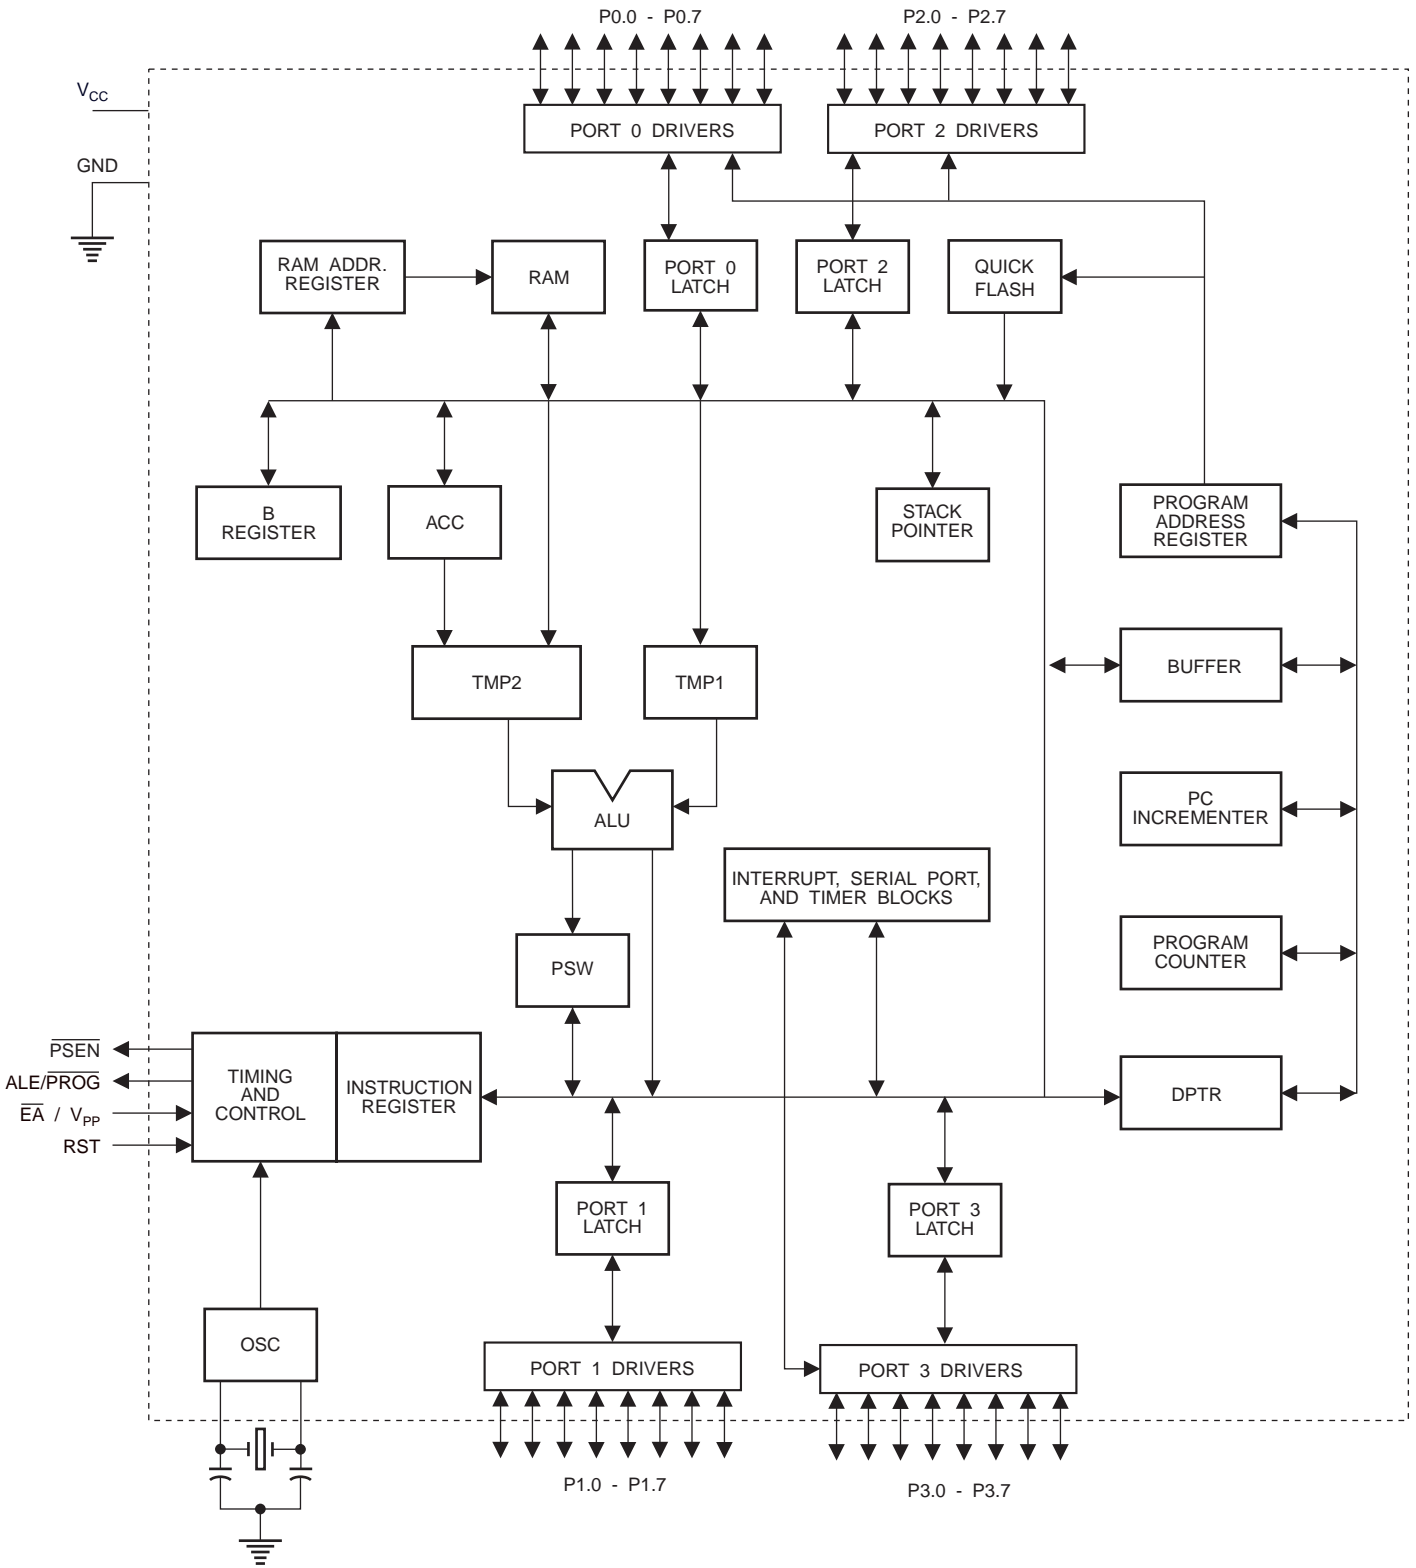 P0.0 - P0.7
P2.0 - P2.7
VCC
GND
PORT 0 DRIVERS
PORT 2 DRIVERS
RAM ADDR.
REGISTER
RAM
PORT 0
LATCH
PORT 2
LATCH
QUICK
FLASH
B
REGISTER
ACC
STACK
POINTER
PROGRAM
ADDRESS
REGISTER
TMP2
TMP1
BUFFER
ALU
PC
INCREMENTER
INTERRUPT, SERIAL PORT,
AND TIMER BLOCKS
PSW
PROGRAM
COUNTER
PSEN
ALE/PROG
EA / VPP
RST
TIMING
AND
CONTROL
INSTRUCTION
REGISTER
DPTR
PORT 1
LATCH
PORT 3
LATCH
OSC
PORT 1 DRIVERS
PORT 3 DRIVERS
P1.0 - P1.7
P3.0 - P3.7